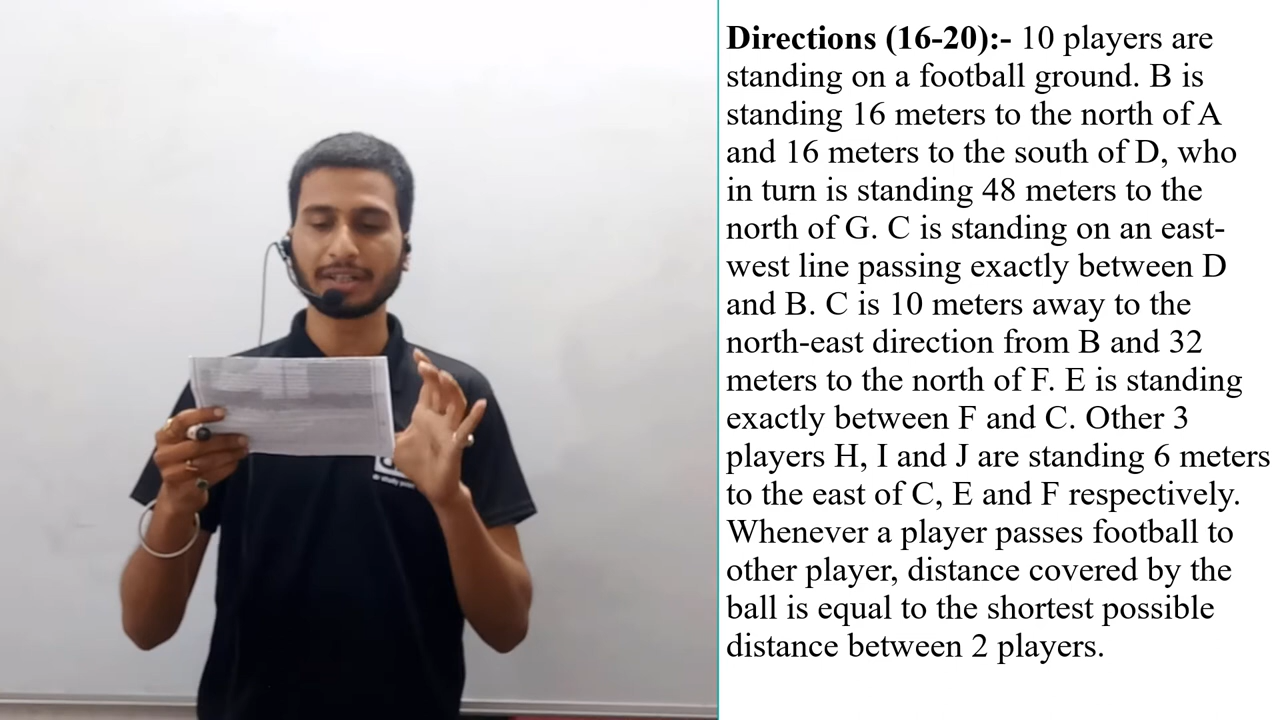 Directions (16-20):- 10 players are
standing on a football ground. B is
standing 16 meters to the north of A
and 16 meters to the south of D, who
in turn is standing 48 meters to the
north of G. C is standing on an east-
west line passing exactly between D
and B. C is 10 meters away to the
north-east direction from B and 32
meters to the north of F. E is standing
exactly between F and C. Other 3
players H, I and J are standing 6 meters
to the east of C, E and F respectively.
Whenever a player passes football to
other player, distance covered by the
ball is equal to the shortest possible
distance between 2 players.